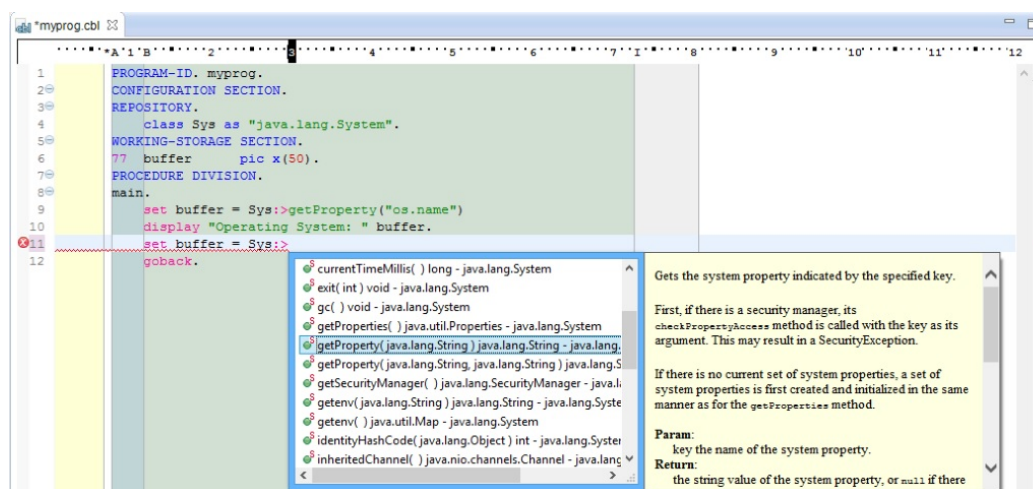 *myprog.cbl
*A 1 B 2 3 4 5 6 7 I 8 9 10 11 12
1 PROGRAM-ID. myprog.
2 CONFIGURATION SECTION.
3 REPOSITORY.
4 class Sys as "java.lang.System".
5 WORKING-STORAGE SECTION.
6 77 buffer pic x(50).
7 PROCEDURE DIVISION.
8 main.
9 set buffer = Sys:>getProperty("os.name")
10 display "Operating System: " buffer.
11 set buffer = Sys:>
12 goback.
currentTimeMillis( ) long - java.lang.System
exit( int ) void - java.lang.System
gc( ) void - java.lang.System
getProperties( ) java.util.Properties - java.lang.System
getProperty( java.lang.String ) java.lang.String - java.lang.
getProperty( java.lang.String, java.lang.String ) java.lang.S
getSecurityManager( ) java.lang.SecurityManager - java.la
getenv( java.lang.String ) java.lang.String - java.lang.Syste
getenv( ) java.util.Map - java.lang.System
identityHashCode( java.lang.Object ) int - java.lang.System
inheritedChannel( ) java.nio.channels.Channel - java.lang
Gets the system property indicated by the specified key.
First, if there is a security manager, its
checkPropertyAccess method is called with the key as its
argument. This may result in a SecurityException.
If there is no current set of system properties, a set of
system properties is first created and initialized in the same
manner as for the getProperties method.
Param:
key the name of the system property.
Return:
the string value of the system property, or null if there